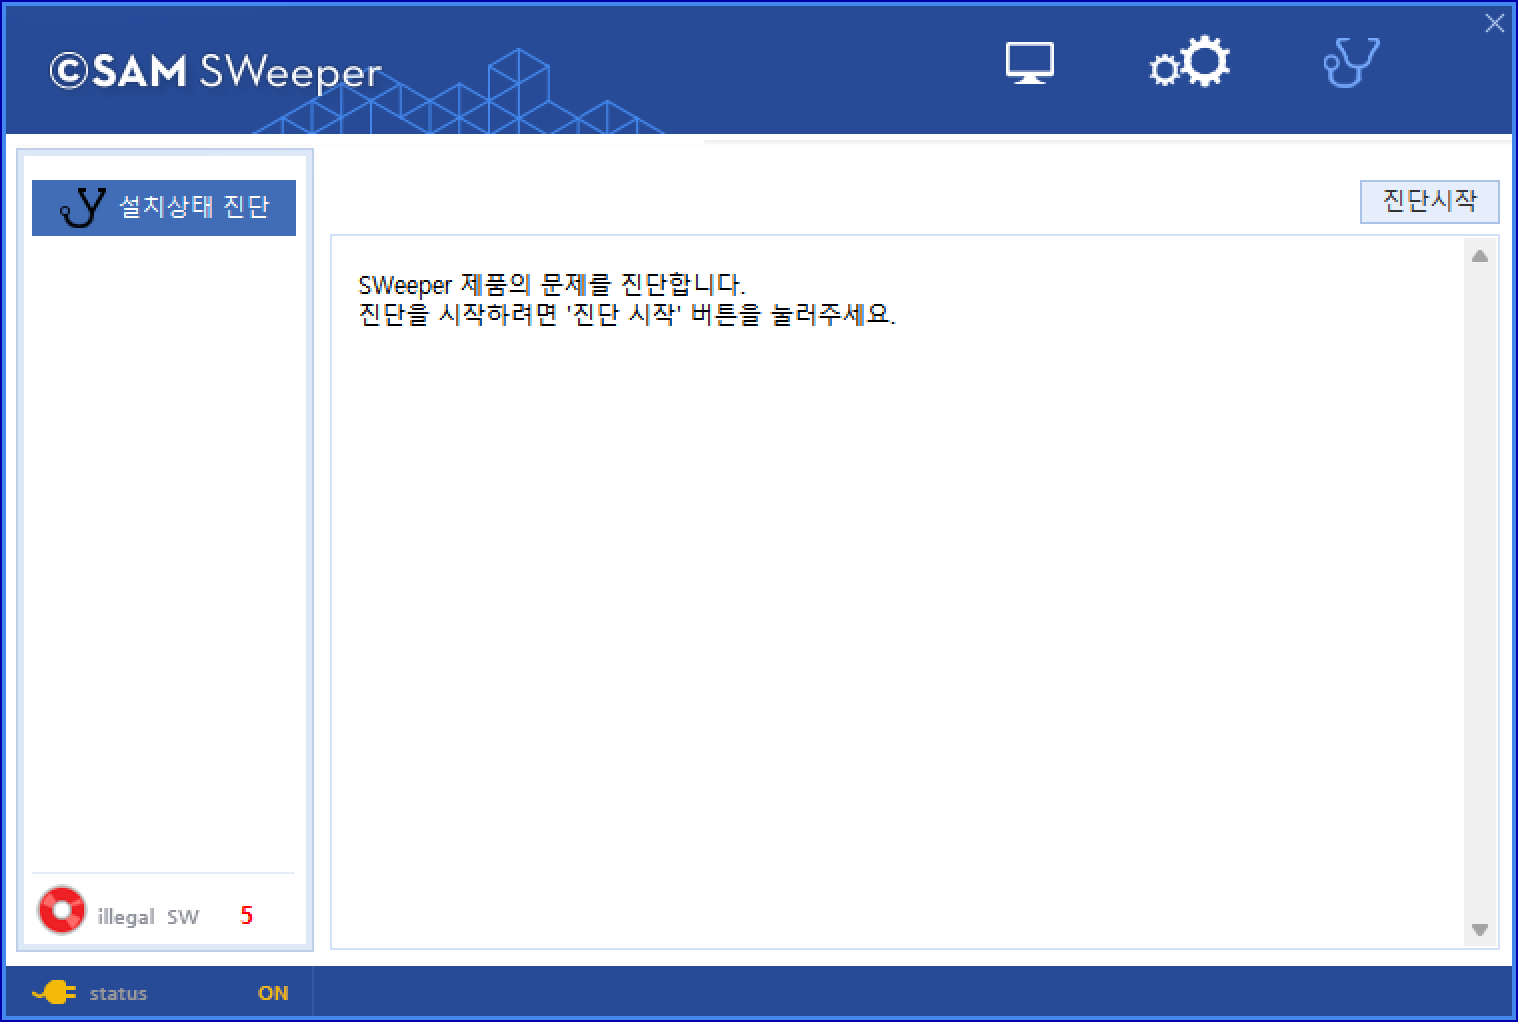 ©SAM SWeeper
설치상태 진단
진단시작
SWeeper 제품의 문제를 진단합니다.
진단을 시작하려면 '진단 시작' 버튼을 눌러주세요.
illegal SW 5
status ON